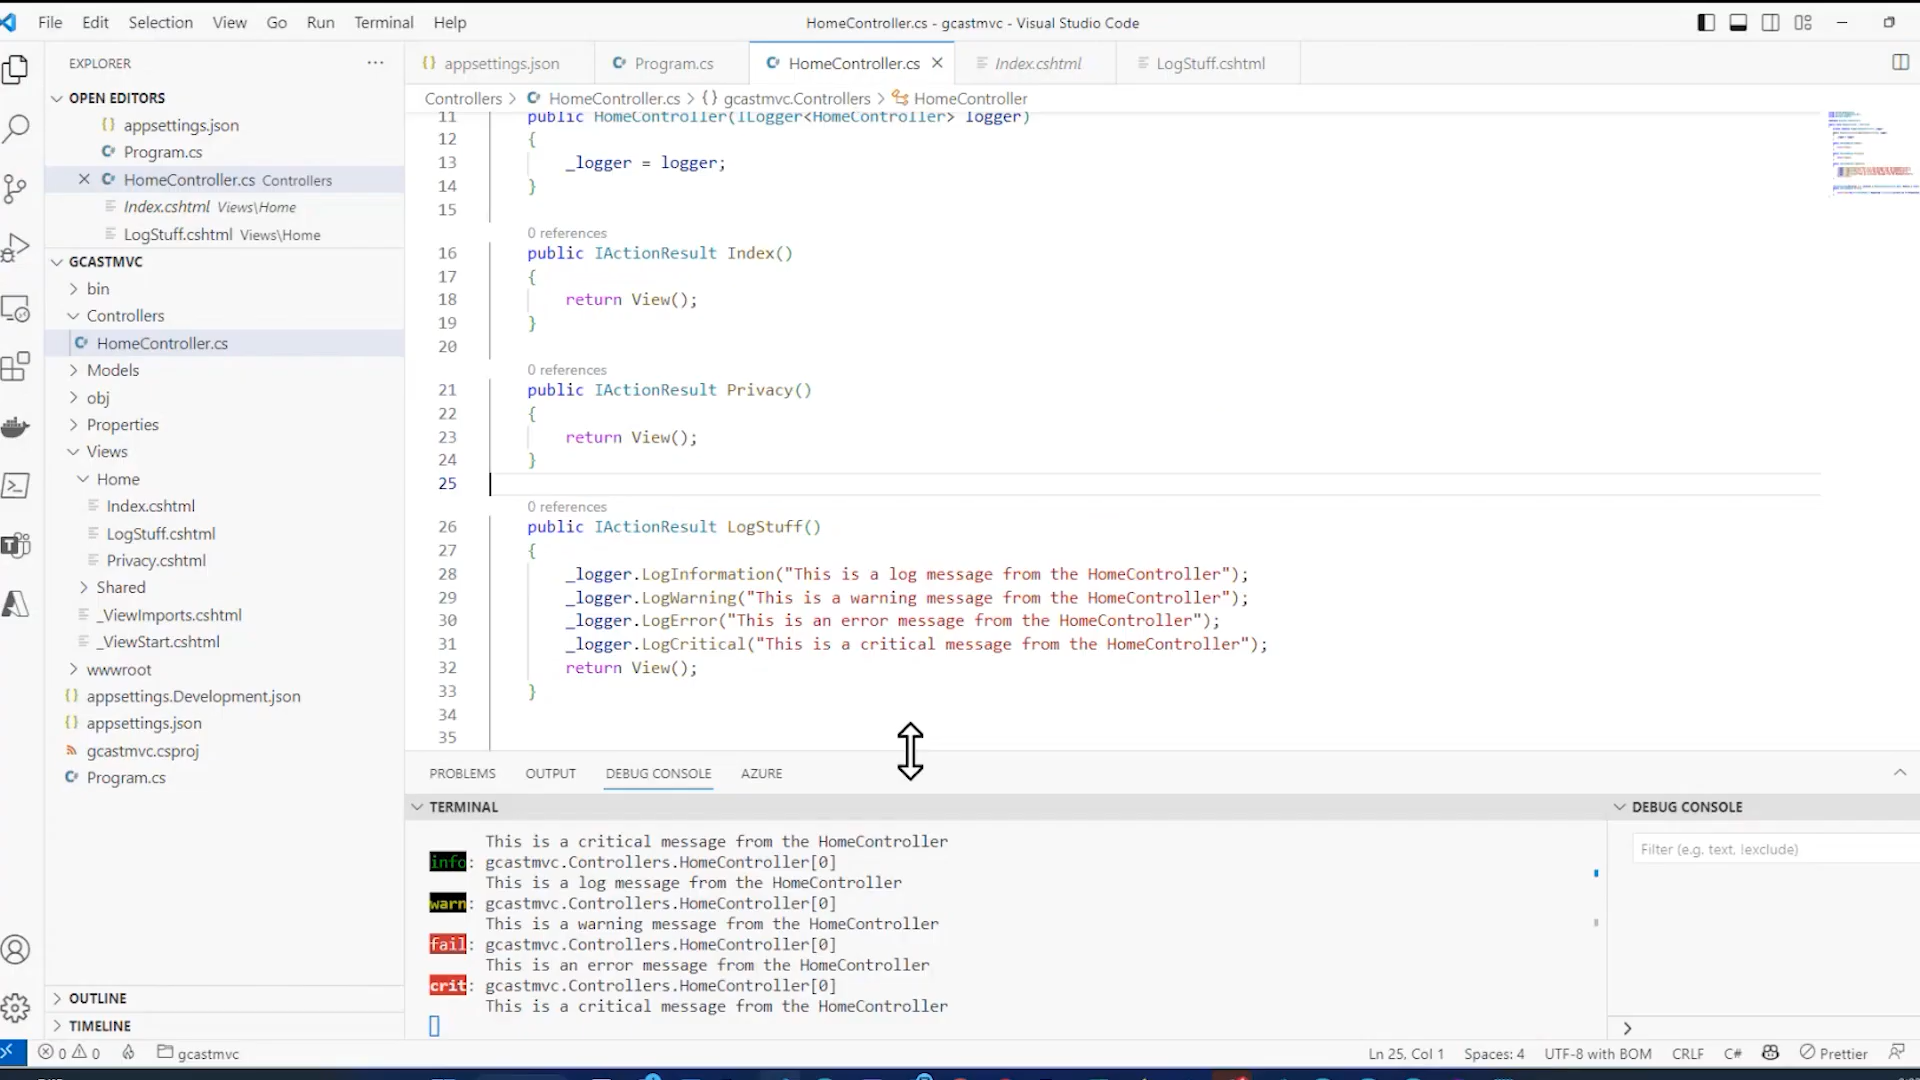 File Edit Selection View Go Run Terminal Help
HomeController.cs - gcastmvc - Visual Studio Code
EXPLORER ...
OPEN EDITORS
{} appsettings.json
Program.cs
HomeController.cs Controllers
Index.cshtml Views\Home
LogStuff.cshtml Views\Home
GCASTMVC
bin
Controllers
HomeController.cs
Models
obj
Properties
Views
Home
Index.cshtml
LogStuff.cshtml
Privacy.cshtml
Shared
_ViewImports.cshtml
_ViewStart.cshtml
wwwroot
{} appsettings.Development.json
{} appsettings.json
gcastmvc.csproj
Program.cs
OUTLINE
TIMELINE
{} appsettings.json Program.cs HomeController.cs Index.cshtml LogStuff.cshtml
Controllers > HomeController.cs > {} gcastmvc.Controllers > HomeController
11 public HomeController(ILogger<HomeController> logger)
12 {
13 _logger = logger;
14 }
15
0 references
16 public IActionResult Index()
17 {
18 return View();
19 }
20
0 references
21 public IActionResult Privacy()
22 {
23 return View();
24 }
25
0 references
26 public IActionResult LogStuff()
27 {
28 _logger.LogInformation("This is a log message from the HomeController");
29 _logger.LogWarning("This is a warning message from the HomeController");
30 _logger.LogError("This is an error message from the HomeController");
31 _logger.LogCritical("This is a critical message from the HomeController");
32 return View();
33 }
34
35
PROBLEMS OUTPUT DEBUG CONSOLE AZURE
TERMINAL
This is a critical message from the HomeController
info: gcastmvc.Controllers.HomeController[0]
This is a log message from the HomeController
warn: gcastmvc.Controllers.HomeController[0]
This is a warning message from the HomeController
fail: gcastmvc.Controllers.HomeController[0]
This is an error message from the HomeController
crit: gcastmvc.Controllers.HomeController[0]
This is a critical message from the HomeController
DEBUG CONSOLE
Filter (e.g. text, !exclude)
0 0 gcastmvc
Ln 25, Col 1 Spaces: 4 UTF-8 with BOM CRLF C# Prettier